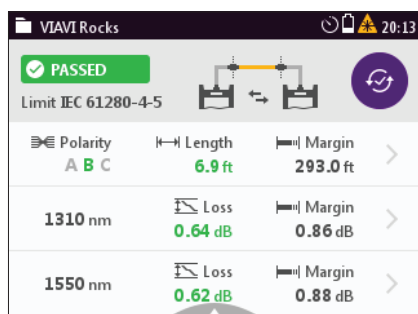 VIAVI Rocks 20:13
PASSED
Limit IEC 61280-4-5
Polarity Length Margin
A B C 6.9 ft 293.0 ft
Loss Margin
1310 nm
0.64 dB 0.86 dB
Loss Margin
1550 nm
0.62 dB 0.88 dB